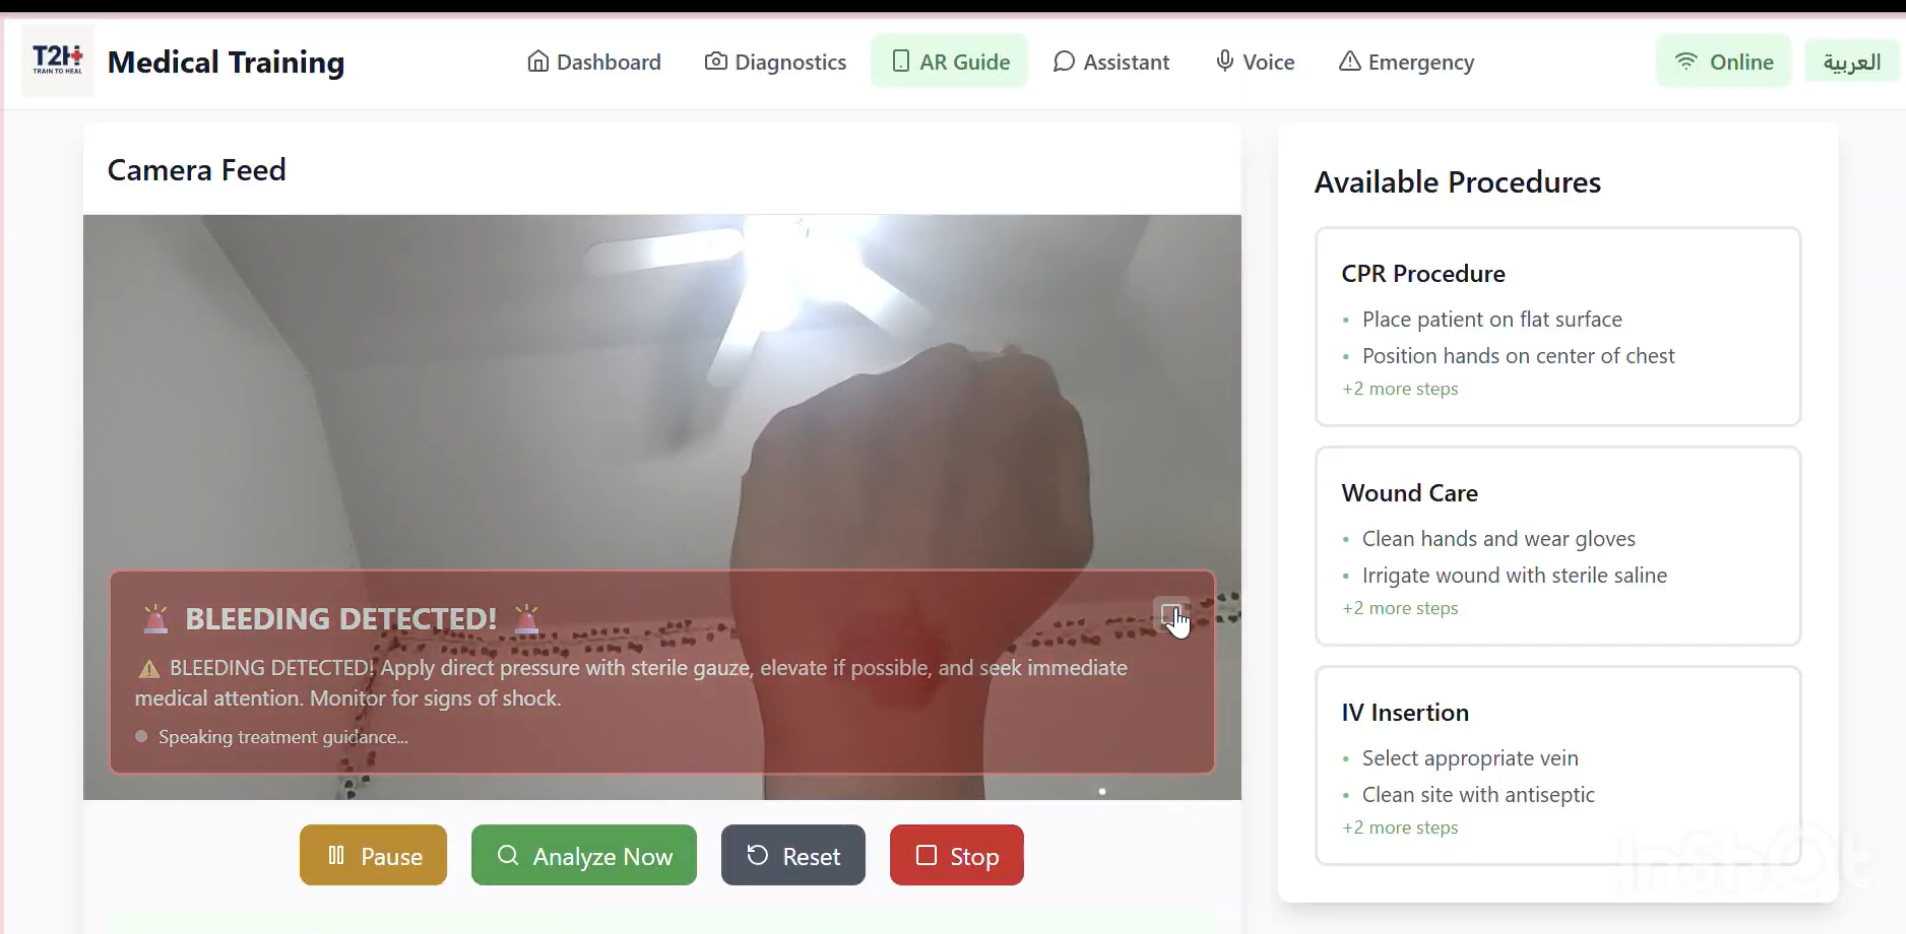 T2H
TRAIN TO HEAL
Medical Training
Dashboard
Diagnostics
AR Guide
Assistant
Voice
Emergency
Online
العربية
Camera Feed
BLEEDING DETECTED!
BLEEDING DETECTED! Apply direct pressure with sterile gauze, elevate if possible, and seek immediate
medical attention. Monitor for signs of shock.
Speaking treatment guidance...
Pause
Analyze Now
Reset
Stop
Available Procedures
CPR Procedure
• Place patient on flat surface
• Position hands on center of chest
+2 more steps
Wound Care
• Clean hands and wear gloves
• Irrigate wound with sterile saline
+2 more steps
IV Insertion
• Select appropriate vein
• Clean site with antiseptic
+2 more steps
InShOt